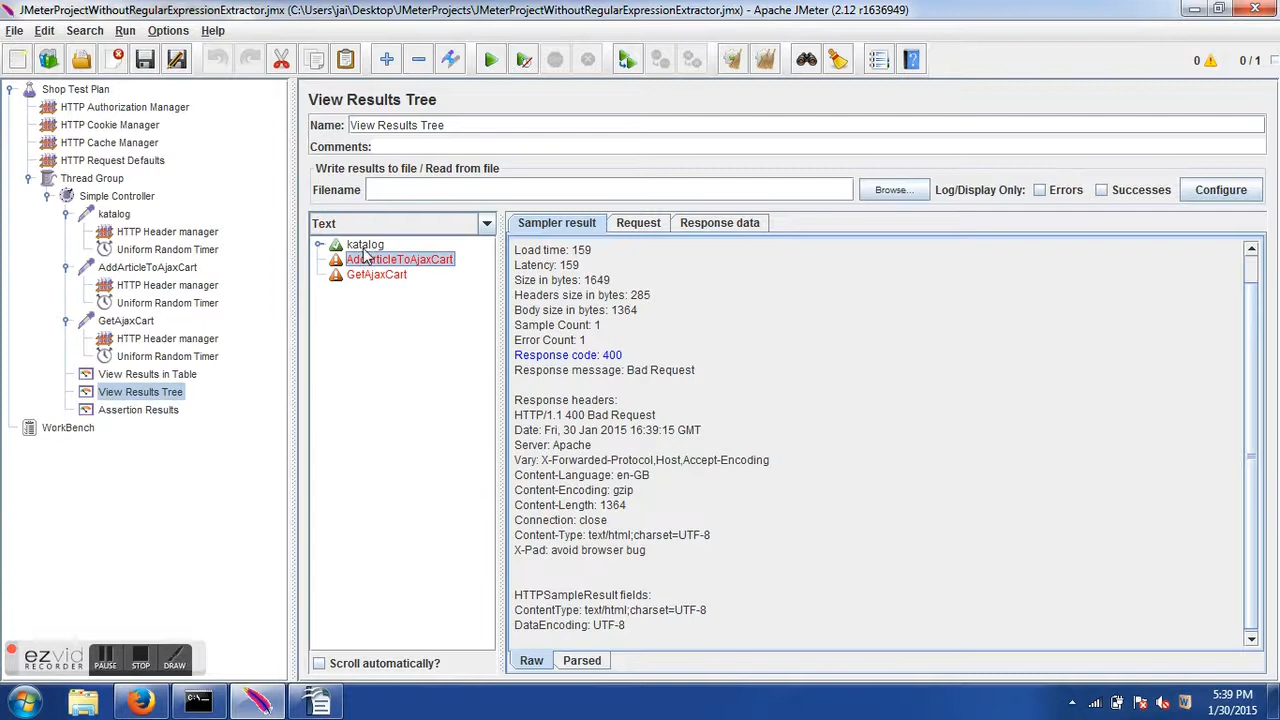 JMeterProjectWithoutRegularExpressionExtractor.jmx (C:\Users\jai\Desktop\JMeterProjects\JMeterProjectWithoutRegularExpressionExtractor.jmx) - Apache JMeter (2.12 r1636949)
File Edit Search Run Options Help
0 0 / 1
Shop Test Plan
HTTP Authorization Manager
HTTP Cookie Manager
HTTP Cache Manager
HTTP Request Defaults
Thread Group
Simple Controller
katalog
HTTP Header manager
Uniform Random Timer
AddArticleToAjaxCart
HTTP Header manager
Uniform Random Timer
GetAjaxCart
HTTP Header manager
Uniform Random Timer
View Results in Table
View Results Tree
Assertion Results
WorkBench
View Results Tree
Name: View Results Tree
Comments:
Write results to file / Read from file
Filename Browse... Log/Display Only: Errors Successes Configure
Text
katalog
AddArticleToAjaxCart
GetAjaxCart
Scroll automatically?
Sampler result Request Response data
Load time: 159
Latency: 159
Size in bytes: 1649
Headers size in bytes: 285
Body size in bytes: 1364
Sample Count: 1
Error Count: 1
Response code: 400
Response message: Bad Request
Response headers:
HTTP/1.1 400 Bad Request
Date: Fri, 30 Jan 2015 16:39:15 GMT
Server: Apache
Vary: X-Forwarded-Protocol,Host,Accept-Encoding
Content-Language: en-GB
Content-Encoding: gzip
Content-Length: 1364
Connection: close
Content-Type: text/html;charset=UTF-8
X-Pad: avoid browser bug
HTTPSampleResult fields:
ContentType: text/html;charset=UTF-8
DataEncoding: UTF-8
Raw Parsed
ezvid
RECORDER
PAUSE STOP DRAW
5:39 PM
1/30/2015